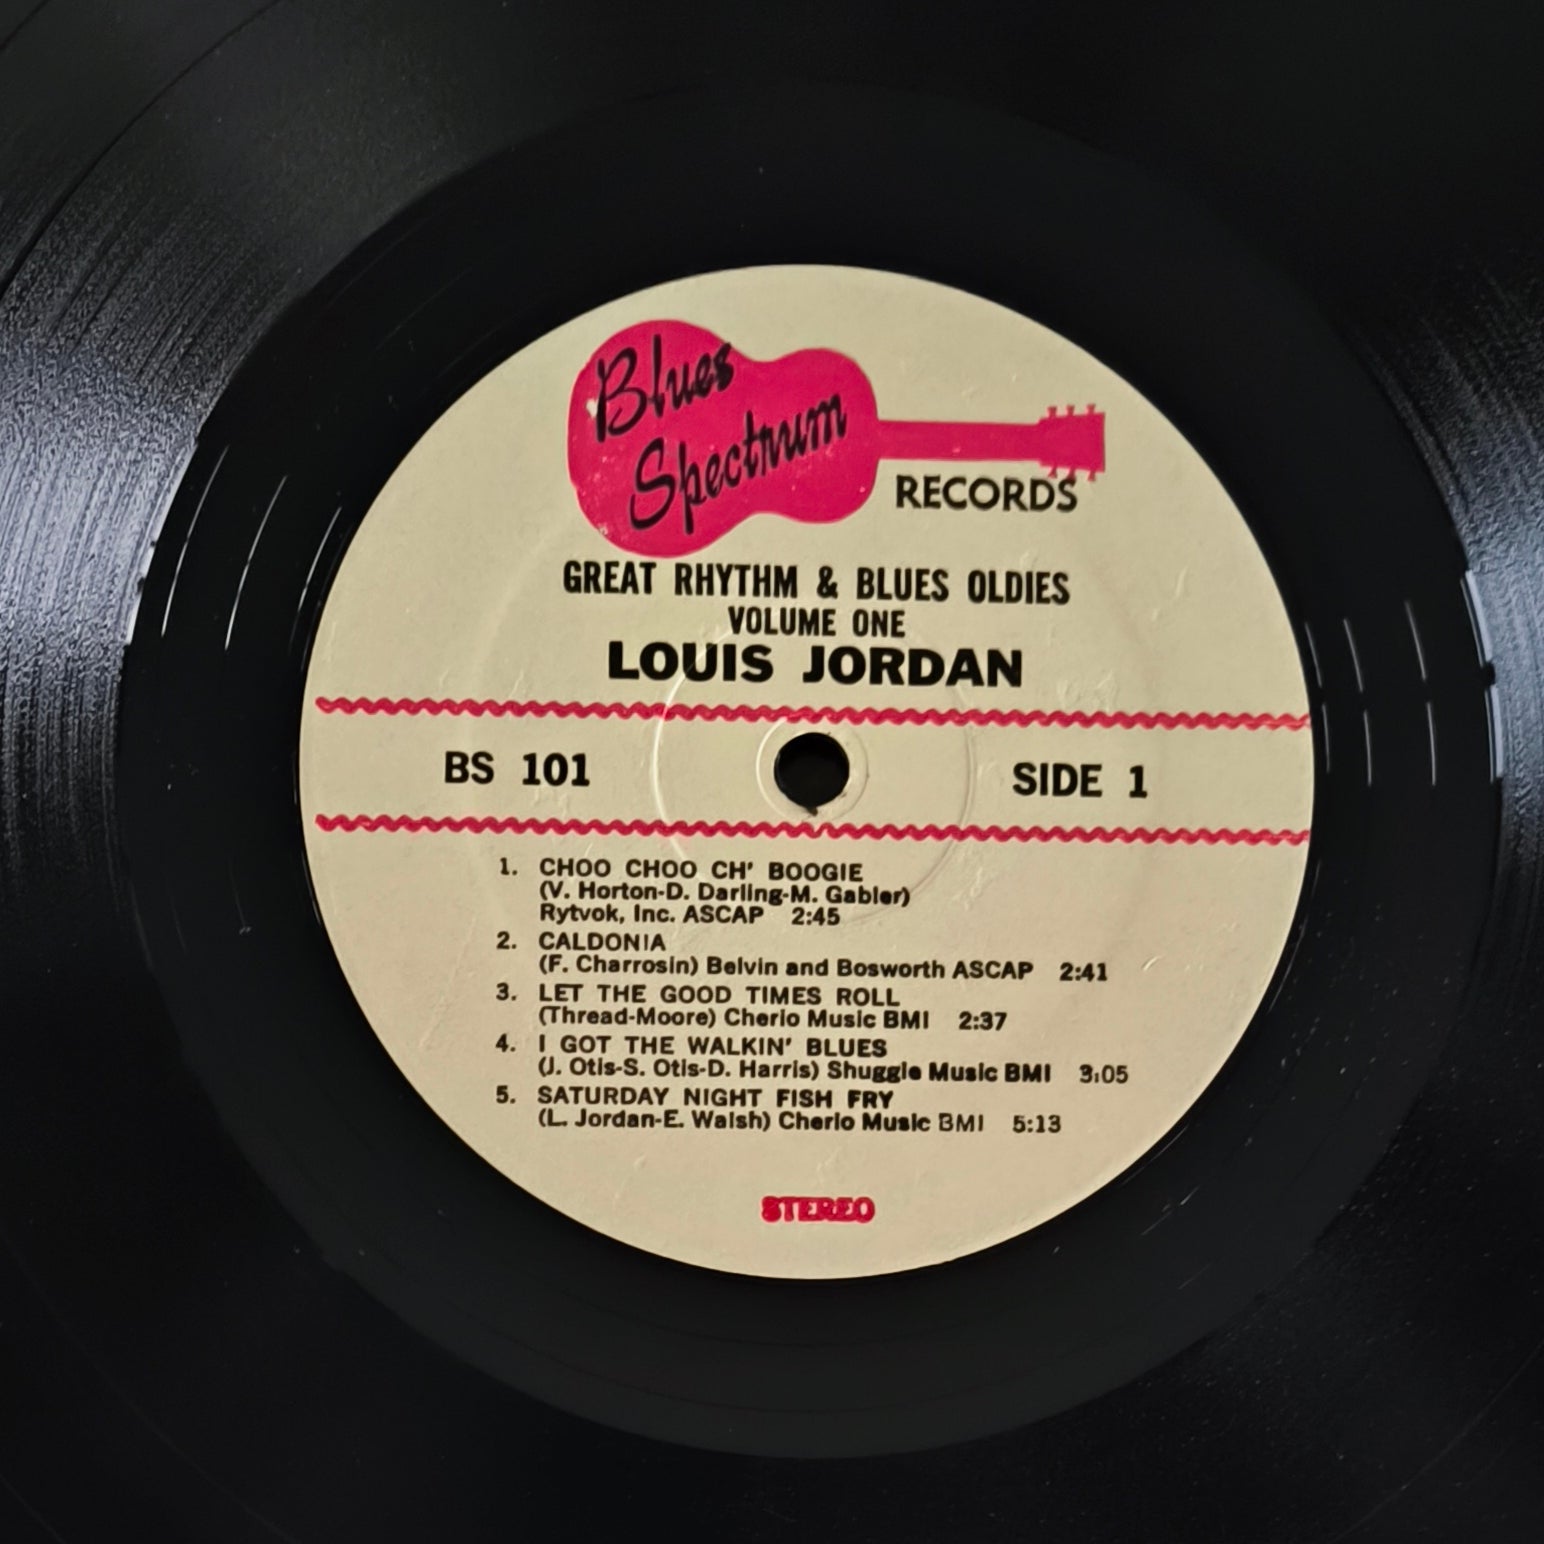 Blues
Spectrum
RECORDS
GREAT RHYTHM & BLUES OLDIES
VOLUME ONE
LOUIS JORDAN
BS 101 SIDE 1
1. CHOO CHOO CH' BOOGIE
(V. Horton-D. Darling-M. Gabler)
Rytvok, Inc. ASCAP 2:45
2. CALDONIA
(F. Charrosin) Belvin and Bosworth ASCAP 2:41
3. LET THE GOOD TIMES ROLL
(Thread-Moore) Cherio Music BMI 2:37
4. I GOT THE WALKIN' BLUES
(J. Otis-S. Otis-D. Harris) Shuggie Music BMI 3:05
5. SATURDAY NIGHT FISH FRY
(L. Jordan-E. Walsh) Cherio Music BMI 5:13
STEREO